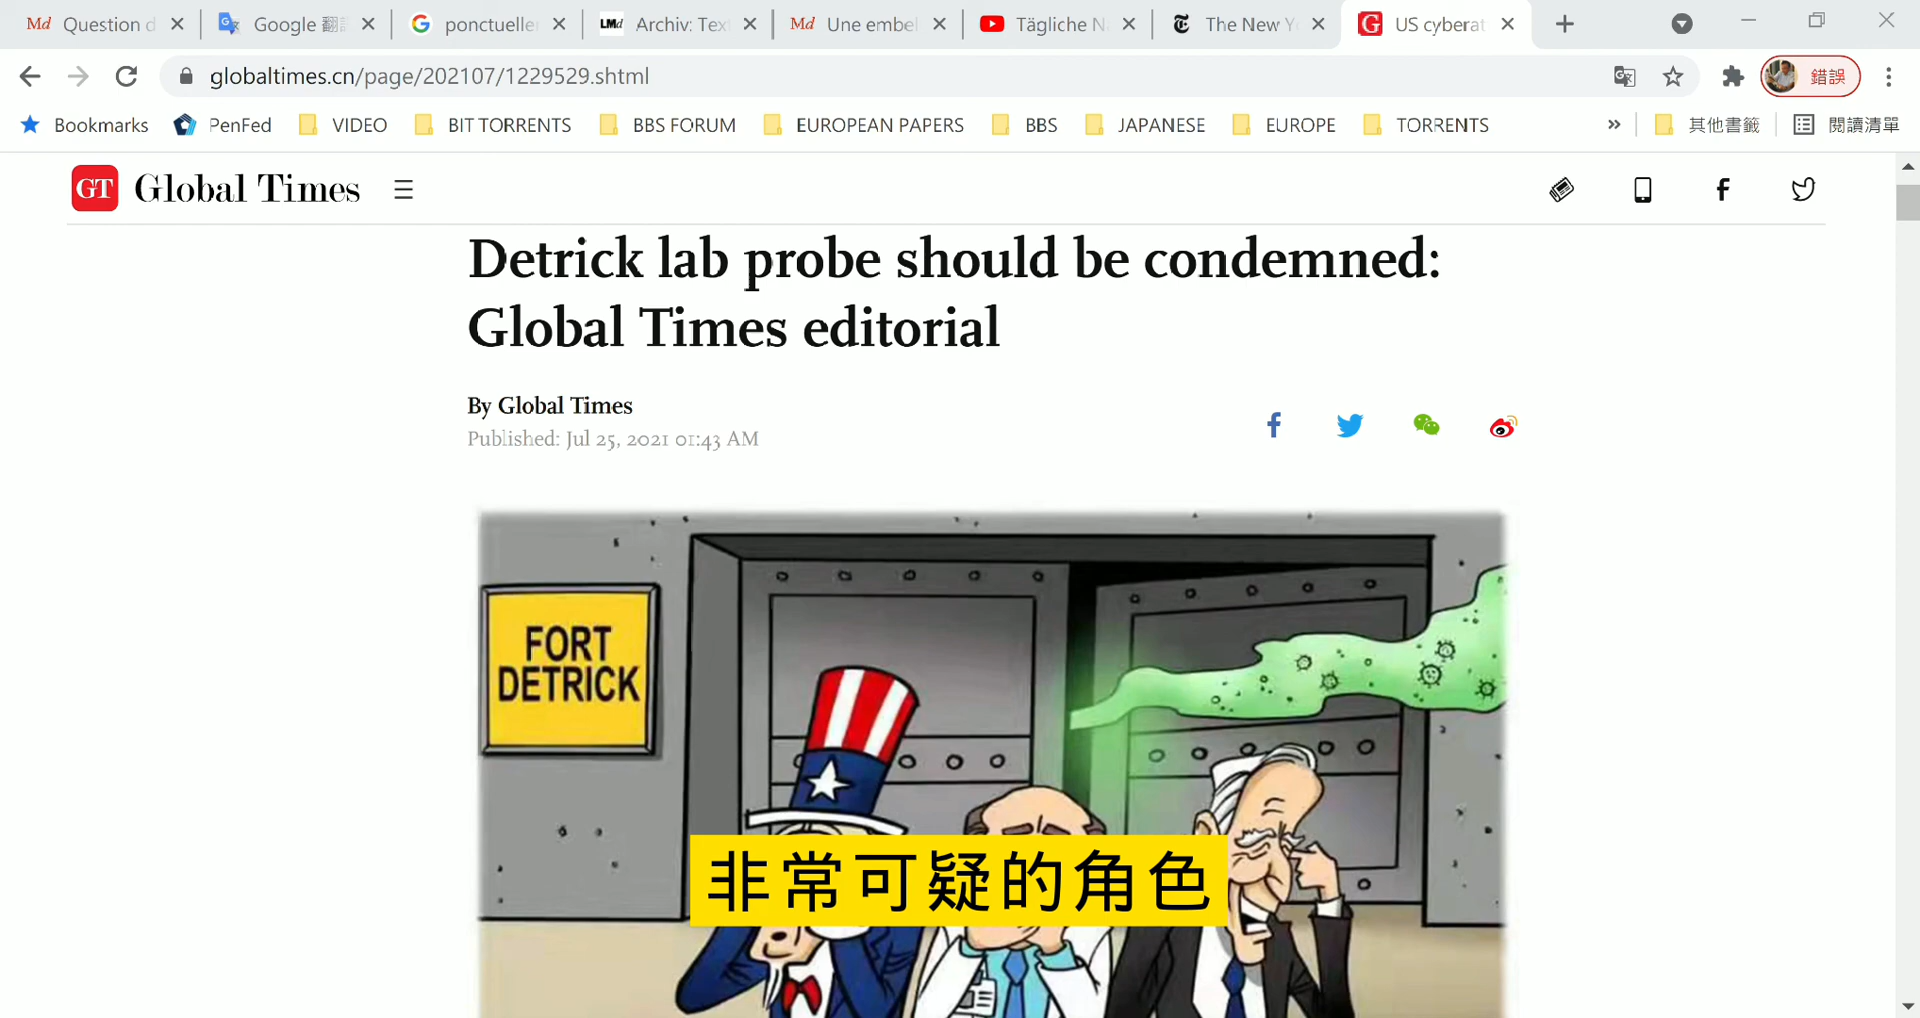 Question d
Google 翻
ponctuelle
Archiv: Tex
Une embel
Tägliche N
The New Y
US cyberat
globaltimes.cn/page/202107/1229529.shtml
錯誤
Bookmarks
PenFed
VIDEO
BIT TORRENTS
BBS FORUM
EUROPEAN PAPERS
BBS
JAPANESE
EUROPE
TORRENTS
其他書籤
閱讀清單
GT Global Times
Detrick lab probe should be condemned:
Global Times editorial
By Global Times
Published: Jul 25, 2021 01:43 AM
FORT
DETRICK
非常可疑的角色